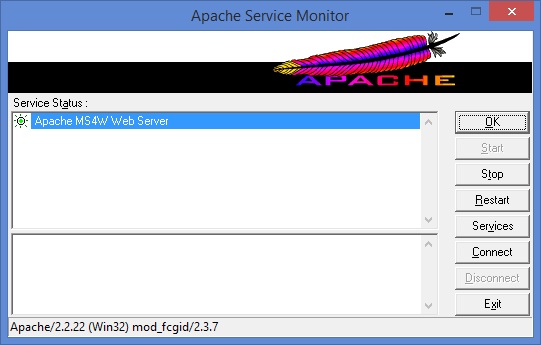 Apache Service Monitor
APACHE
Service Status :
Apache MS4W Web Server
OK
Start
Stop
Restart
Services
Connect
Disconnect
Exit
Apache/2.2.22 (Win32) mod_fcgid/2.3.7